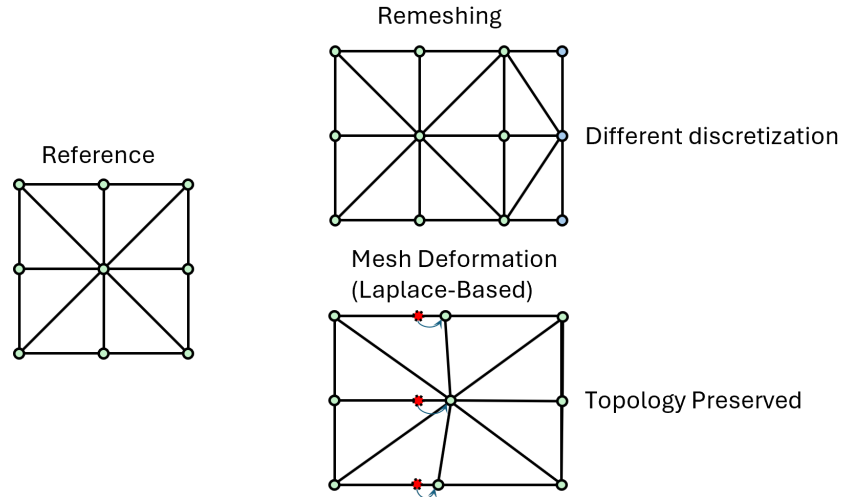 Remeshing
Different discretization
Reference
Mesh Deformation
(Laplace-Based)
Topology Preserved